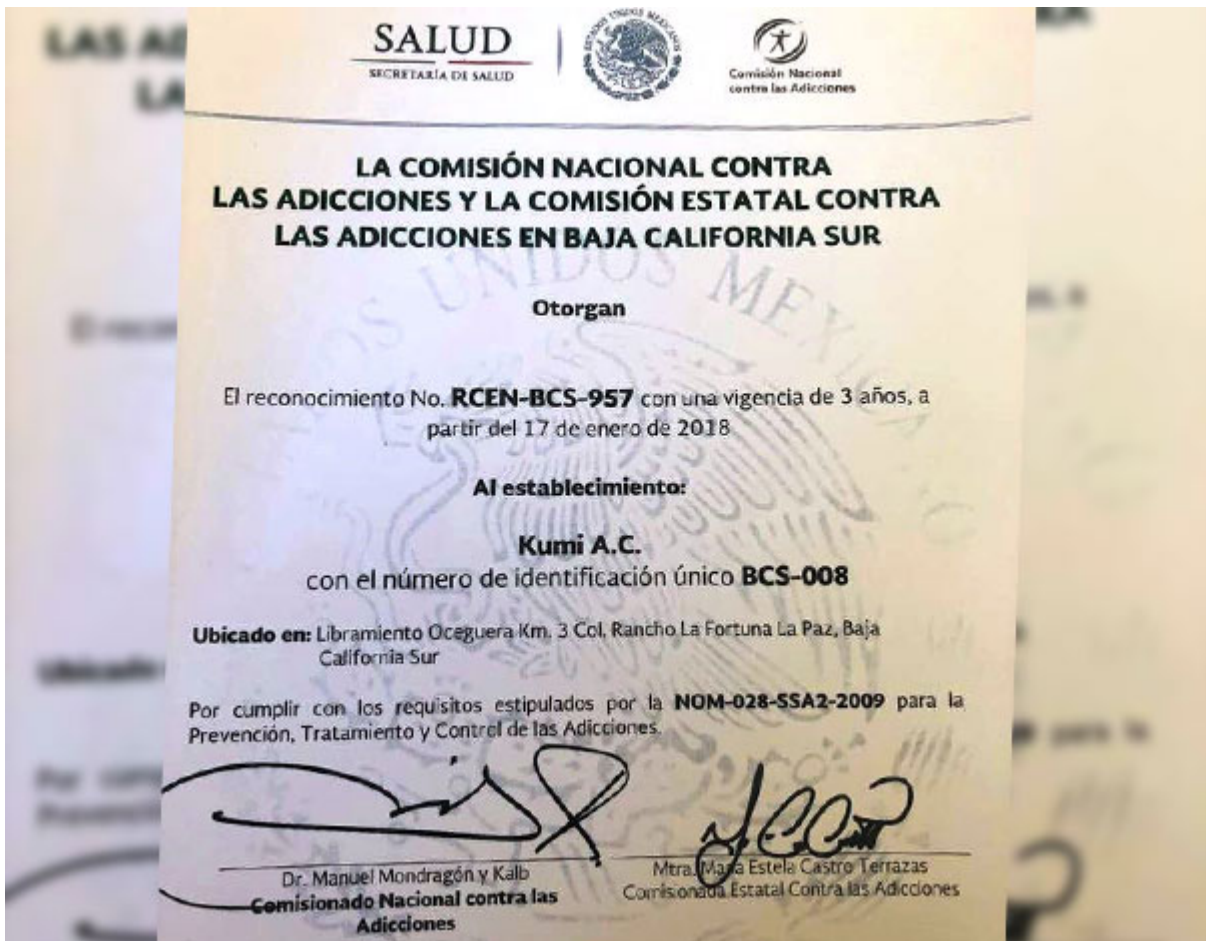 SALUD
SECRETARÍA DE SALUD
ESTADOS UNIDOS MEXICANOS
Comisión Nacional
contra las Adicciones
LA COMISIÓN NACIONAL CONTRA
LAS ADICCIONES Y LA COMISIÓN ESTATAL CONTRA
LAS ADICCIONES EN BAJA CALIFORNIA SUR
Otorgan
El reconocimiento No. RCEN-BCS-957 con una vigencia de 3 años, a
partir del 17 de enero de 2018
Al establecimiento:
Kumi A.C.
con el número de identificación único BCS-008
Ubicado en: Libramiento Oceguera Km. 3 Col. Rancho La Fortuna La Paz, Baja
California Sur
Por cumplir con los requisitos estipulados por la NOM-028-SSA2-2009 para la
Prevención, Tratamiento y Control de las Adicciones.
Dr. Manuel Mondragón y Kalb
Comisionado Nacional contra las
Adicciones
Mtra. María Estela Castro Terrazas
Comisionada Estatal Contra las Adicciones